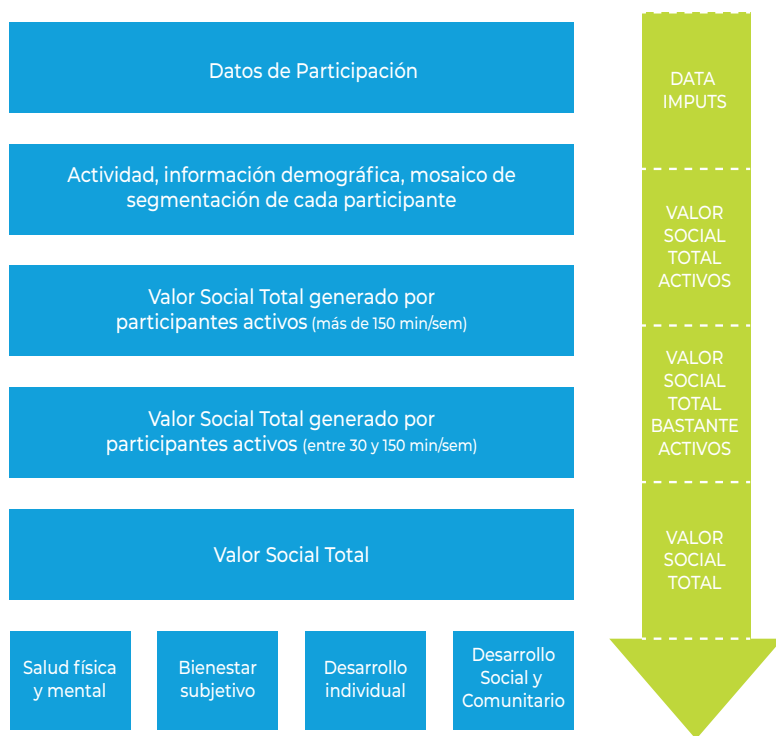 Datos de Participación
Actividad, información demográfica, mosaico de
segmentación de cada participante
Valor Social Total generado por
participantes activos (más de 150 min/sem)
Valor Social Total generado por
participantes activos (entre 30 y 150 min/sem)
Valor Social Total
Salud física
y mental
Bienestar
subjetivo
Desarrollo
individual
Desarrollo
Social y
Comunitario
DATA
IMPUTS
VALOR
SOCIAL
TOTAL
ACTIVOS
VALOR
SOCIAL
TOTAL
BASTANTE
ACTIVOS
VALOR
SOCIAL
TOTAL